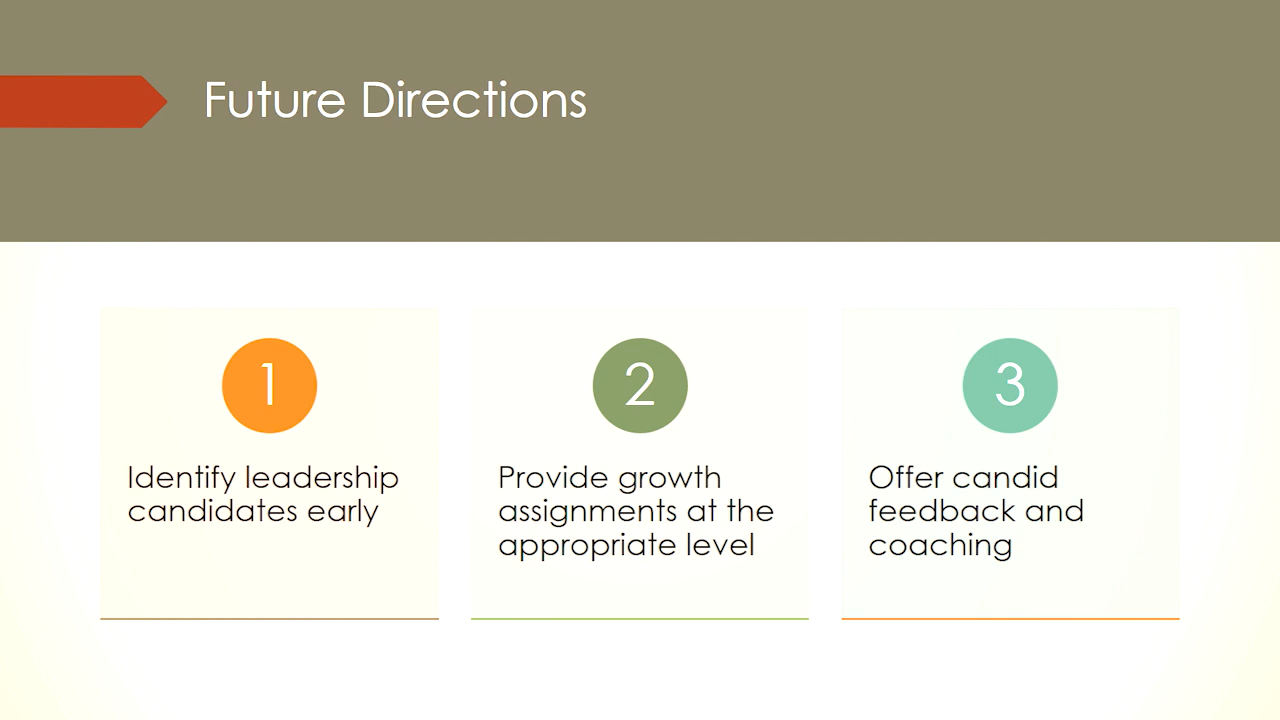 Future Directions
1
Identify leadership
candidates early
2
Provide growth
assignments at the
appropriate level
3
Offer candid
feedback and
coaching